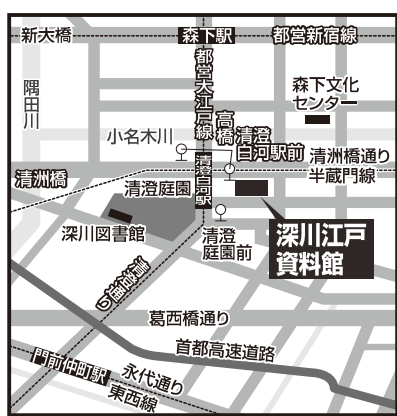 新大橋
森下駅
都営新宿線
隅田川
都営大江戸線
森下文化
センター
高橋
小名木川
清澄
白河駅前
清洲橋通り
半蔵門線
清洲橋
清澄庭園
清澄白河駅
深川図書館
清澄
庭園前
深川江戸
資料館
清澄通り
葛西橋通り
首都高速道路
門前仲町駅
永代通り
東西線